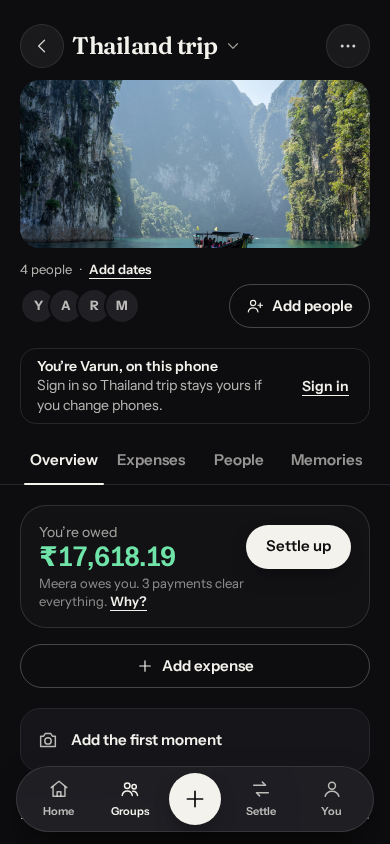 Thailand trip
4 people · Add dates
Y A R M
Add people
You're Varun, on this phone
Sign in so Thailand trip stays yours if
you change phones.
Sign in
Overview Expenses People Memories
You're owed
₹17,618.19
Settle up
Meera owes you. 3 payments clear
everything. Why?
Add expense
Add the first moment
Home Groups Settle You